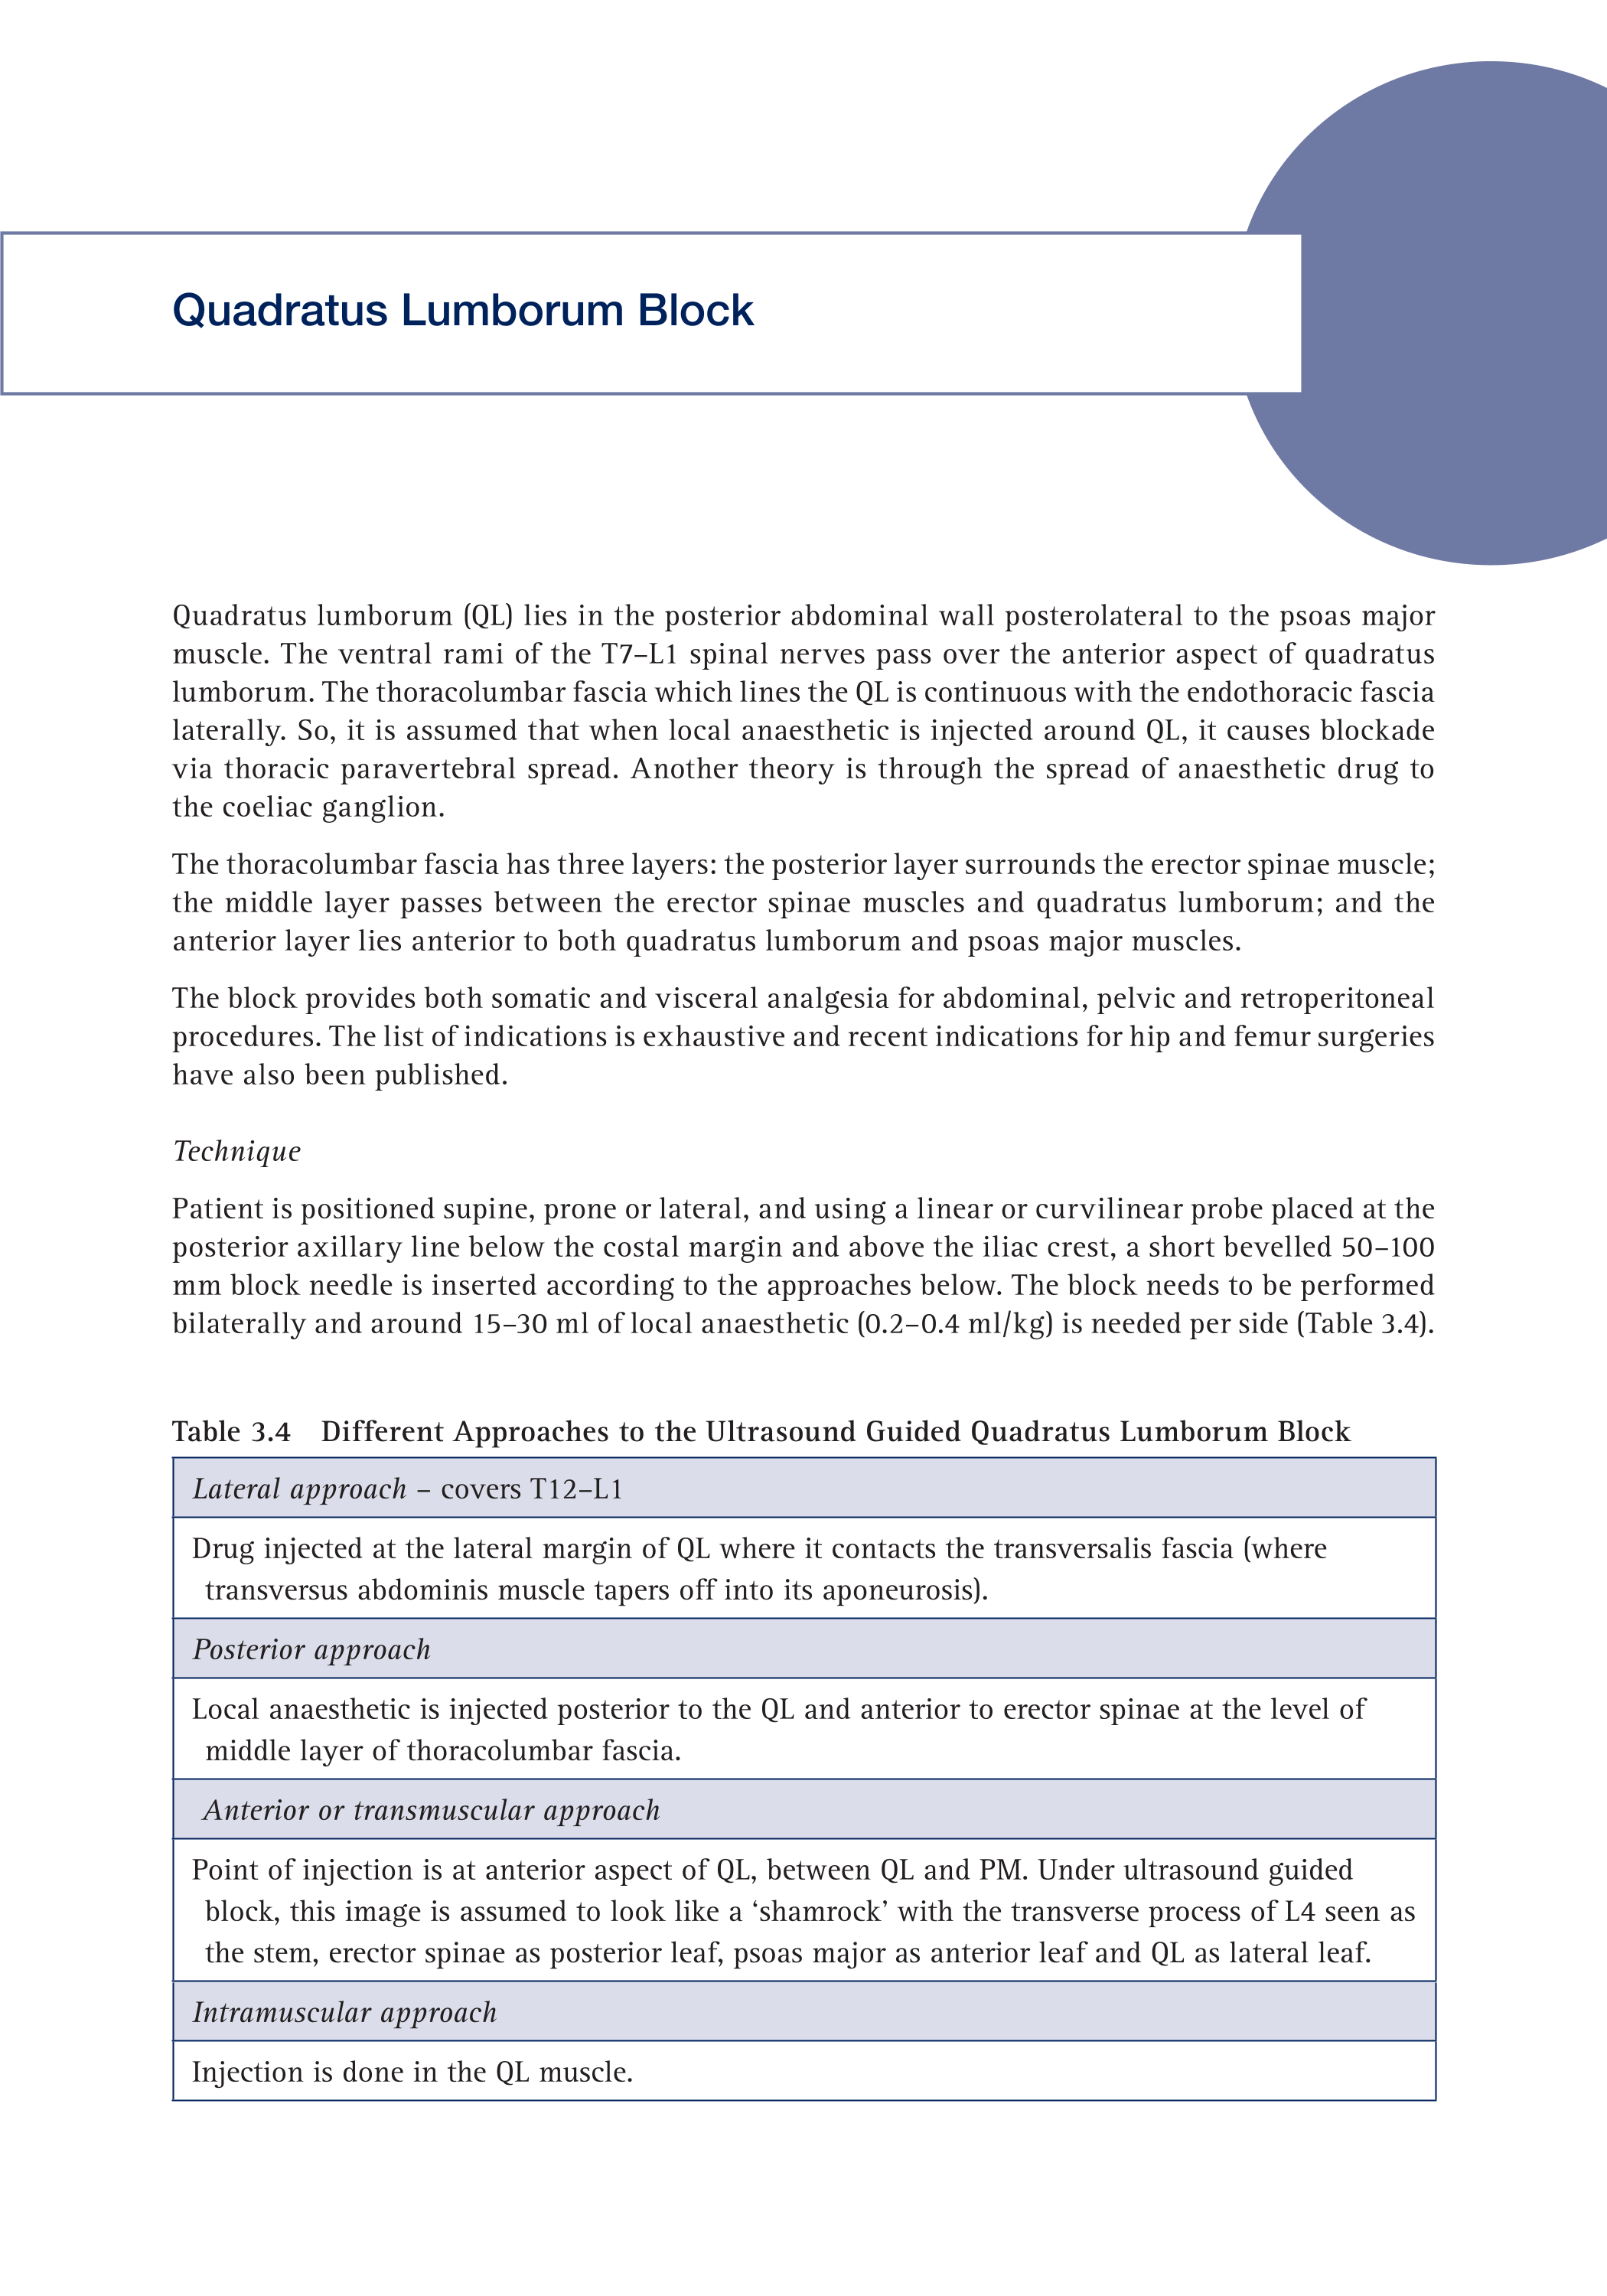 Quadratus Lumborum Block
Quadratus lumborum (QL) lies in the posterior abdominal wall posterolateral to the psoas major
muscle. The ventral rami of the T7–L1 spinal nerves pass over the anterior aspect of quadratus
lumborum. The thoracolumbar fascia which lines the QL is continuous with the endothoracic fascia
laterally. So, it is assumed that when local anaesthetic is injected around QL, it causes blockade
via thoracic paravertebral spread. Another theory is through the spread of anaesthetic drug to
the coeliac ganglion.
The thoracolumbar fascia has three layers: the posterior layer surrounds the erector spinae muscle;
the middle layer passes between the erector spinae muscles and quadratus lumborum; and the
anterior layer lies anterior to both quadratus lumborum and psoas major muscles.
The block provides both somatic and visceral analgesia for abdominal, pelvic and retroperitoneal
procedures. The list of indications is exhaustive and recent indications for hip and femur surgeries
have also been published.
Technique
Patient is positioned supine, prone or lateral, and using a linear or curvilinear probe placed at the
posterior axillary line below the costal margin and above the iliac crest, a short bevelled 50–100
mm block needle is inserted according to the approaches below. The block needs to be performed
bilaterally and around 15–30 ml of local anaesthetic (0.2–0.4 ml/kg) is needed per side (Table 3.4).
Table 3.4 Different Approaches to the Ultrasound Guided Quadratus Lumborum Block
Lateral approach – covers T12–L1
Drug injected at the lateral margin of QL where it contacts the transversalis fascia (where
transversus abdominis muscle tapers off into its aponeurosis).
Posterior approach
Local anaesthetic is injected posterior to the QL and anterior to erector spinae at the level of
middle layer of thoracolumbar fascia.
Anterior or transmuscular approach
Point of injection is at anterior aspect of QL, between QL and PM. Under ultrasound guided
block, this image is assumed to look like a ‘shamrock’ with the transverse process of L4 seen as
the stem, erector spinae as posterior leaf, psoas major as anterior leaf and QL as lateral leaf.
Intramuscular approach
Injection is done in the QL muscle.